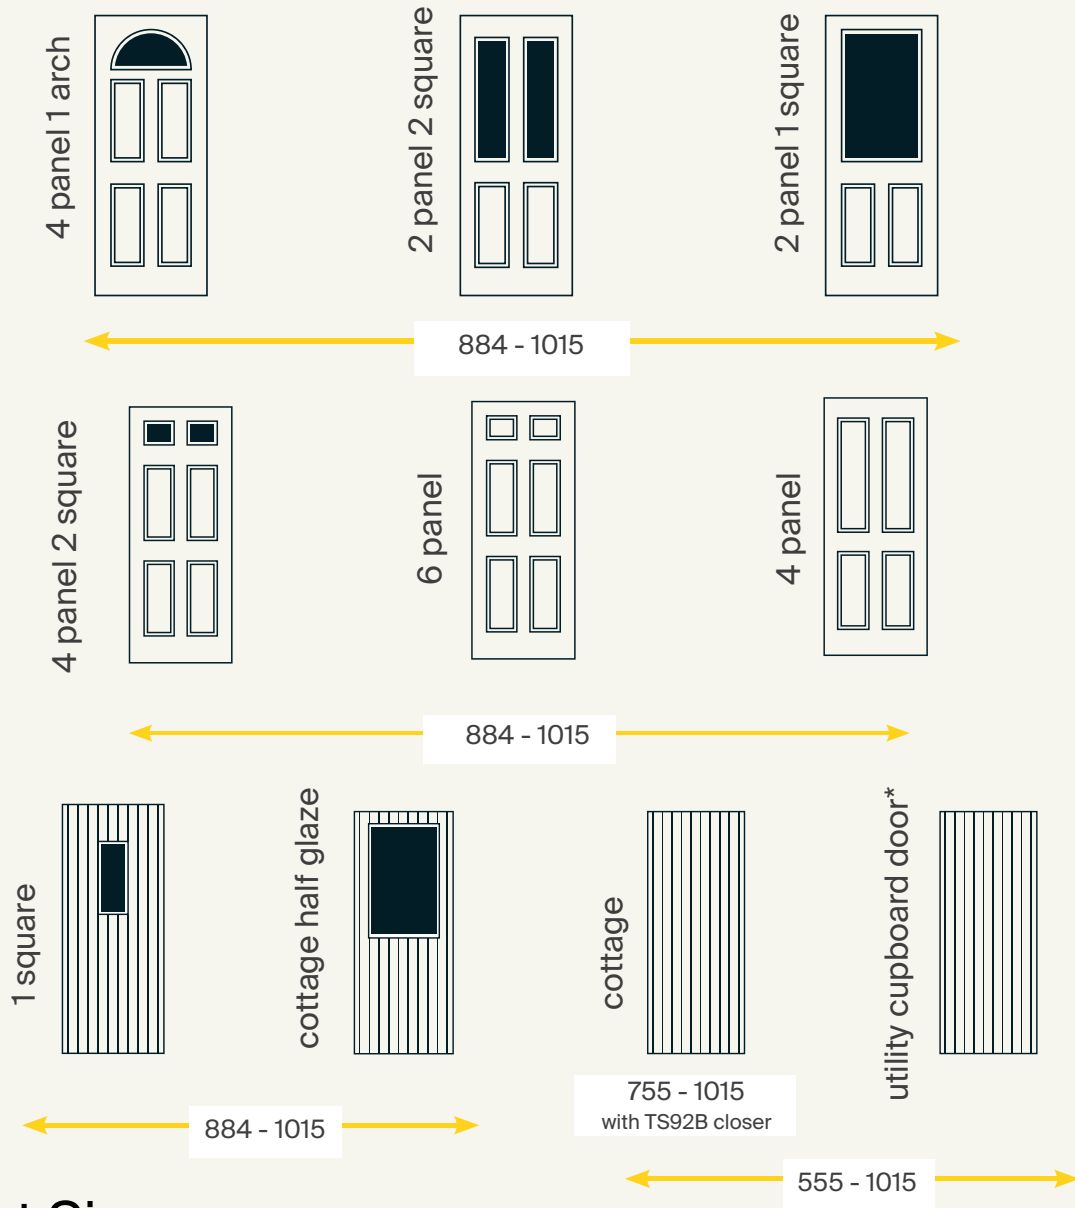 4 panel 1 arch
2 panel 2 square
2 panel 1 square
884 - 1015
4 panel 2 square
6 panel
4 panel
884 - 1015
1 square
cottage half glaze
cottage
utility cupboard door*
884 - 1015
755 - 1015
with TS92B closer
555 - 1015